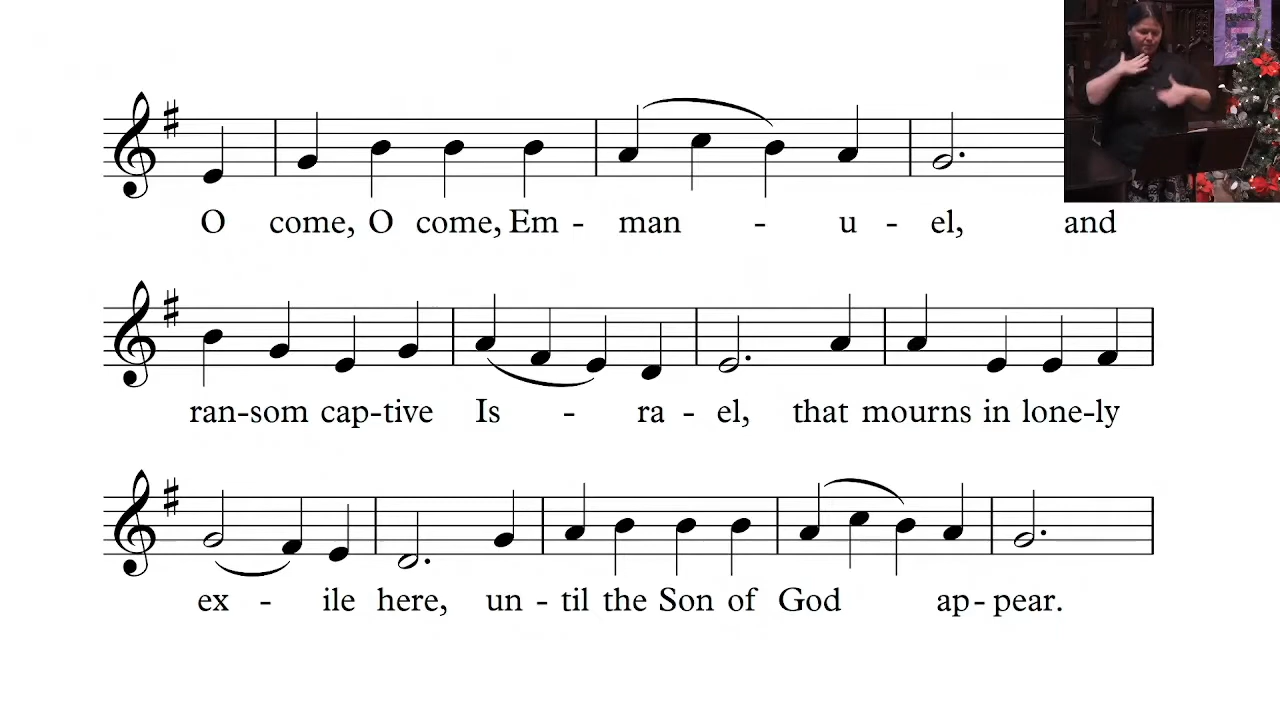 O come, O come, Em - man - u - el, and
ran-som cap-tive Is - ra - el, that mourns in lone-ly
ex - ile here, un - til the Son of God ap - pear.